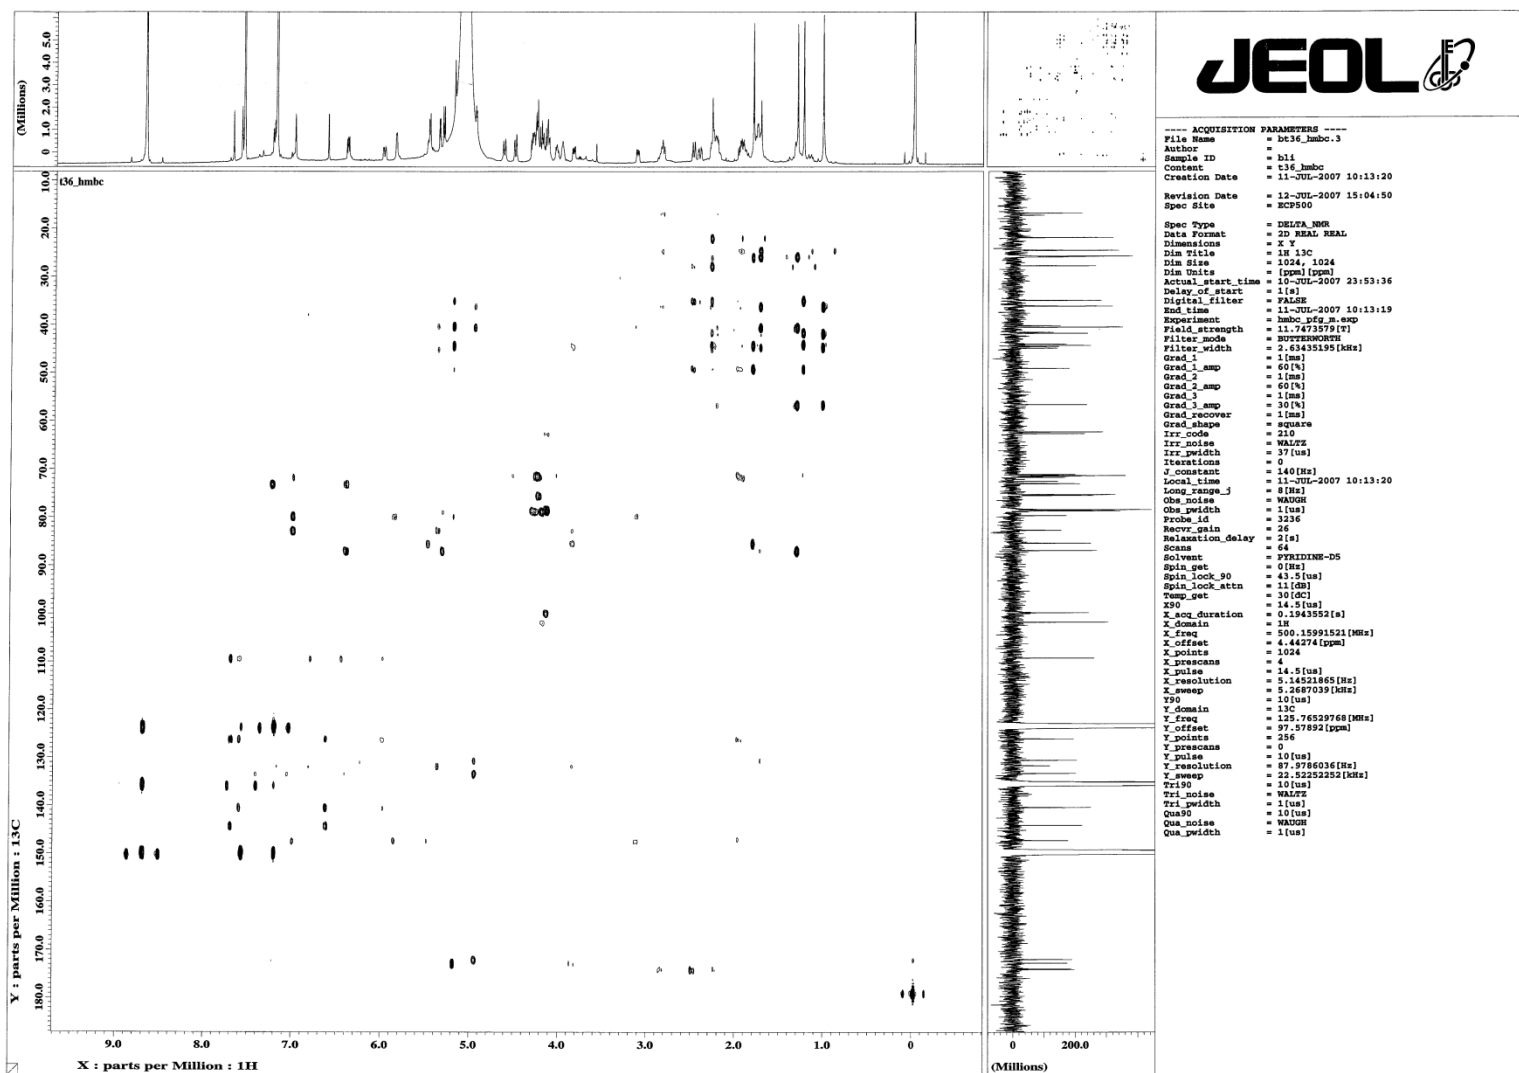 JEOL
(Millions)
0 1.0 2.0 3.0 4.0 5.0
t36_hmbc
Y : parts per Million : 13C
10.0 20.0 30.0 40.0 50.0 60.0 70.0 80.0 90.0 100.0 110.0 120.0 130.0 140.0 150.0 160.0 170.0 180.0
9.0 8.0 7.0 6.0 5.0 4.0 3.0 2.0 1.0 0
X : parts per Million : 1H
0 200.0
(Millions)
---- ACQUISITION PARAMETERS ----
File Name = bt36_hmbc.3
Author =
Sample ID = bli
Content = t36_hmbc
Creation Date = 11-JUL-2007 10:13:20
Revision Date = 12-JUL-2007 15:04:50
Spec Site = ECP500
Spec Type = DELTA_NMR
Data Format = 2D REAL REAL
Dimensions = X Y
Dim Title = 1H 13C
Dim Size = 1024, 1024
Dim Units = [ppm][ppm]
Actual_start_time = 10-JUL-2007 23:53:36
Delay_of_start = 1[s]
Digital_filter = FALSE
End_time = 11-JUL-2007 10:13:19
Experiment = hmbc_pfg_m.exp
Field_strength = 11.7473579[T]
Filter_mode = BUTTERWORTH
Filter_width = 2.63435195[kHz]
Grad_1 = 1[ms]
Grad_1_amp = 60[%]
Grad_2 = 1[ms]
Grad_2_amp = 60[%]
Grad_3 = 1[ms]
Grad_3_amp = 30[%]
Grad_recover = 1[ms]
Grad_shape = square
Irr_code = 210
Irr_noise = WALTZ
Irr_pwidth = 37[us]
Iterations = 0
J_constant = 140[Hz]
Local_time = 11-JUL-2007 10:13:20
Long_range_j = 8[Hz]
Obs_noise = WAUGH
Obs_pwidth = 1[us]
Probe_id = 3236
Recvr_gain = 26
Relaxation_delay = 2[s]
Scans = 64
Solvent = PYRIDINE-D5
Spin_get = 0[Hz]
Spin_lock_90 = 43.5[us]
Spin_lock_attn = 11[dB]
Temp_get = 30[dC]
X90 = 14.5[us]
X_acq_duration = 0.1943552[s]
X_domain = 1H
X_freq = 500.15991521[MHz]
X_offset = 4.44274[ppm]
X_points = 1024
X_prescans = 4
X_pulse = 14.5[us]
X_resolution = 5.14521865[Hz]
X_sweep = 5.2687039[kHz]
Y90 = 10[us]
Y_domain = 13C
Y_freq = 125.76529768[MHz]
Y_offset = 97.57892[ppm]
Y_points = 256
Y_prescans = 0
Y_pulse = 10[us]
Y_resolution = 87.9786036[Hz]
Y_sweep = 22.52252252[kHz]
Tri90 = 10[us]
Tri_noise = WALTZ
Tri_pwidth = 1[us]
Qua90 = 10[us]
Qua_noise = WAUGH
Qua_pwidth = 1[us]